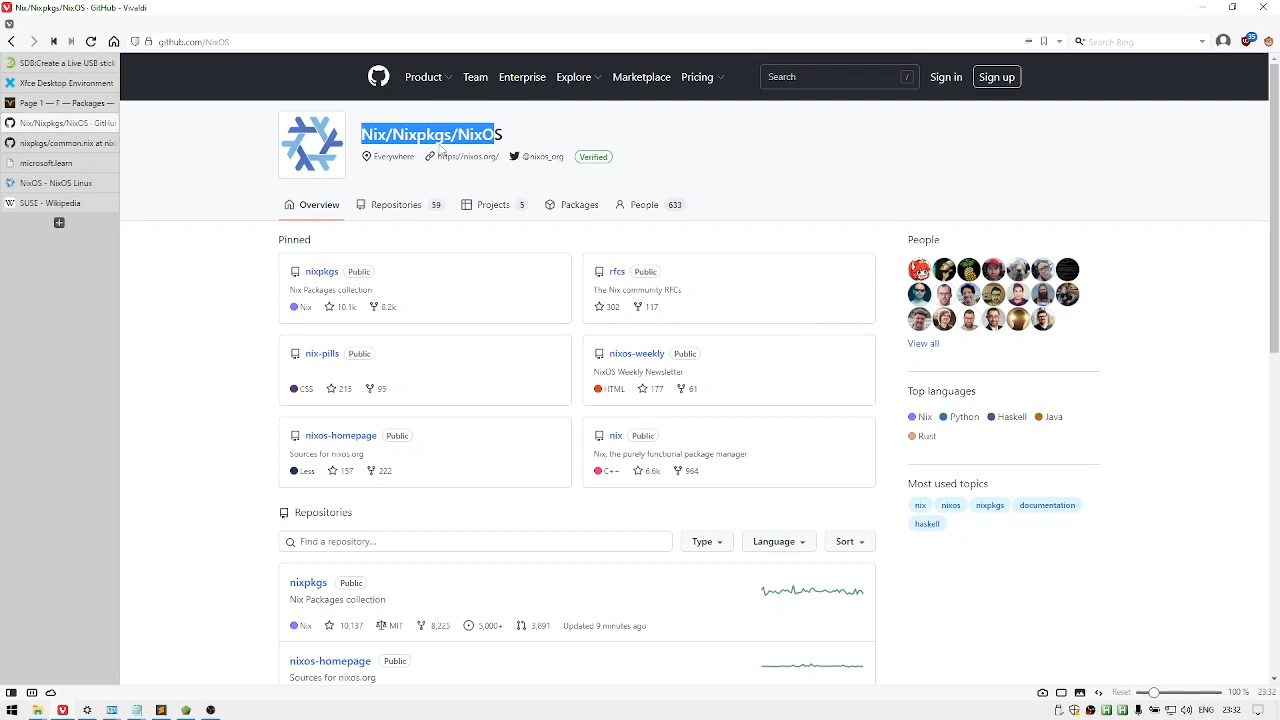 Nix/Nixpkgs/NixOS · GitHub - Vivaldi
github.com/NixOS
Search Bing
35
SDB:Create a Live USB stick
Xfce Desktop Environment
Page 1 — F — Packages —
Nix/Nixpkgs/NixOS · GitHub
nixpkgs/common.nix at nix
microsoft.learn
NixOS - NixOS Linux
SUSE - Wikipedia
Product Team Enterprise Explore Marketplace Pricing Search / Sign in Sign up
Nix/Nixpkgs/NixOS
Everywhere https://nixos.org/ @nixos_org Verified
Overview Repositories 59 Projects 5 Packages People 633
Pinned
nixpkgs Public
Nix Packages collection
Nix 10.1k 8.2k
rfcs Public
The Nix community RFCs
302 117
nix-pills Public
CSS 215 95
nixos-weekly Public
NixOS Weekly Newsletter
HTML 177 61
nixos-homepage Public
Sources for nixos.org
Less 157 222
nix Public
Nix, the purely functional package manager
C++ 6.6k 964
Repositories
Find a repository... Type Language Sort
nixpkgs Public
Nix Packages collection
Nix 10,137 MIT 8,225 5,000+ 3,891 Updated 9 minutes ago
nixos-homepage Public
Sources for nixos.org
People
View all
Top languages
Nix Python Haskell Java
Rust
Most used topics
nix nixos nixpkgs documentation
haskell
Reset 100 % 23:32
ENG 23:32